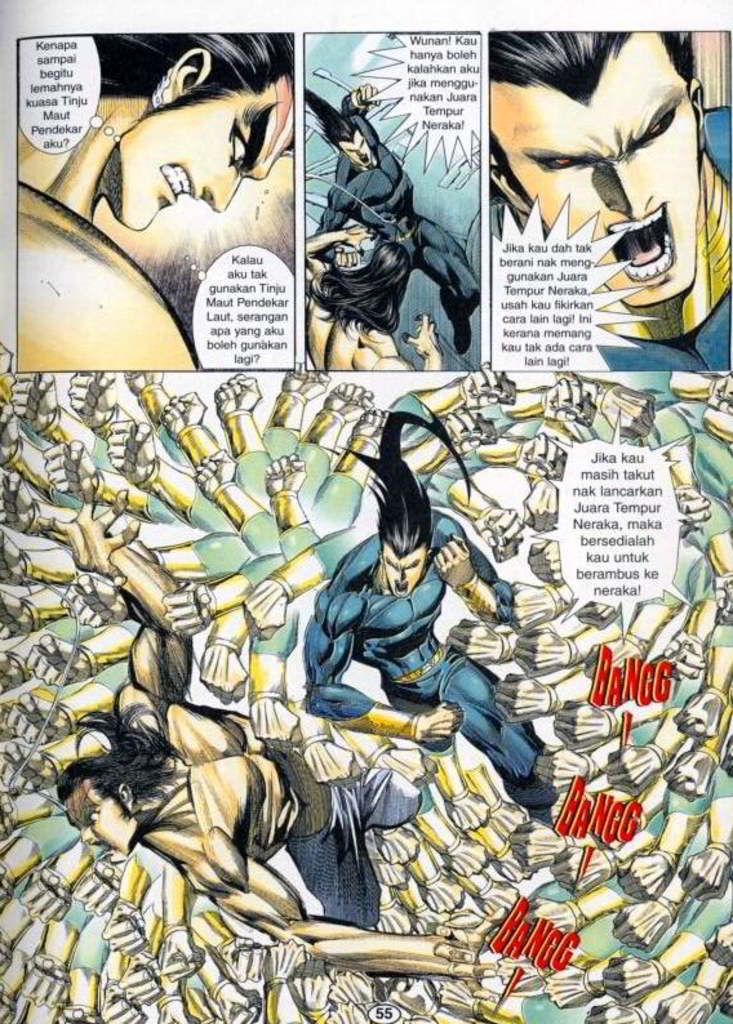 Kenapa
sampai
begitu
lemahnya
kuasa Tinju
Maut
Pendekar
aku?
Kalau
aku tak
gunakan Tinju
Maut Pendekar
Laut, serangan
apa yang aku
boleh gunakan
lagi?
Wunan! Kau
hanya boleh
kalahkan aku
jika menggu-
nakan Juara
Tempur
Neraka!
Jika kau dah tak
berani nak meng-
gunakan Juara
Tempur Neraka,
usah kau fikirkan
cara lain lagi! Ini
kerana memang
kau tak ada cara
lain lagi!
Jika kau
masih takut
nak lancarkan
Juara Tempur
Neraka, maka
bersedialah
kau untuk
berambus ke
neraka!
DANGG!
DANGG!
DANGG!
55